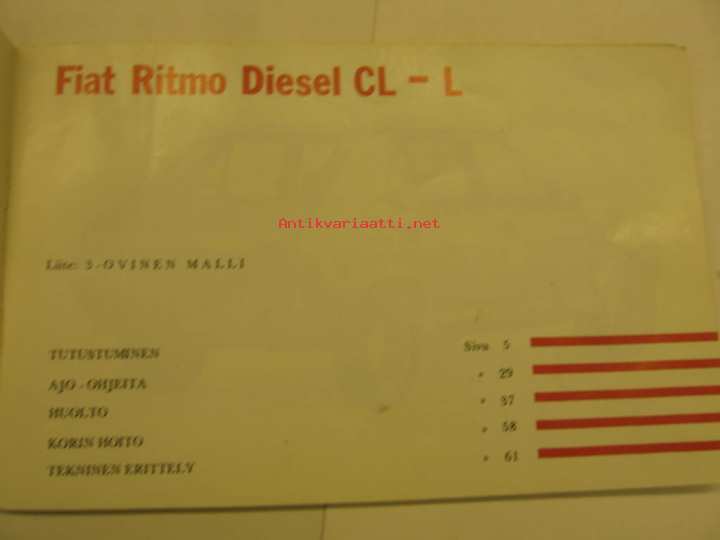 Fiat Ritmo Diesel CL - L
Antikvariaatti.net
Liite: 3-OVINEN MALLI
TUTUSTUMINEN Sivu 5
AJO-OHJEITA » 29
HUOLTO » 37
KORIN HOITO » 58
TEKNINEN ERITTELY » 61